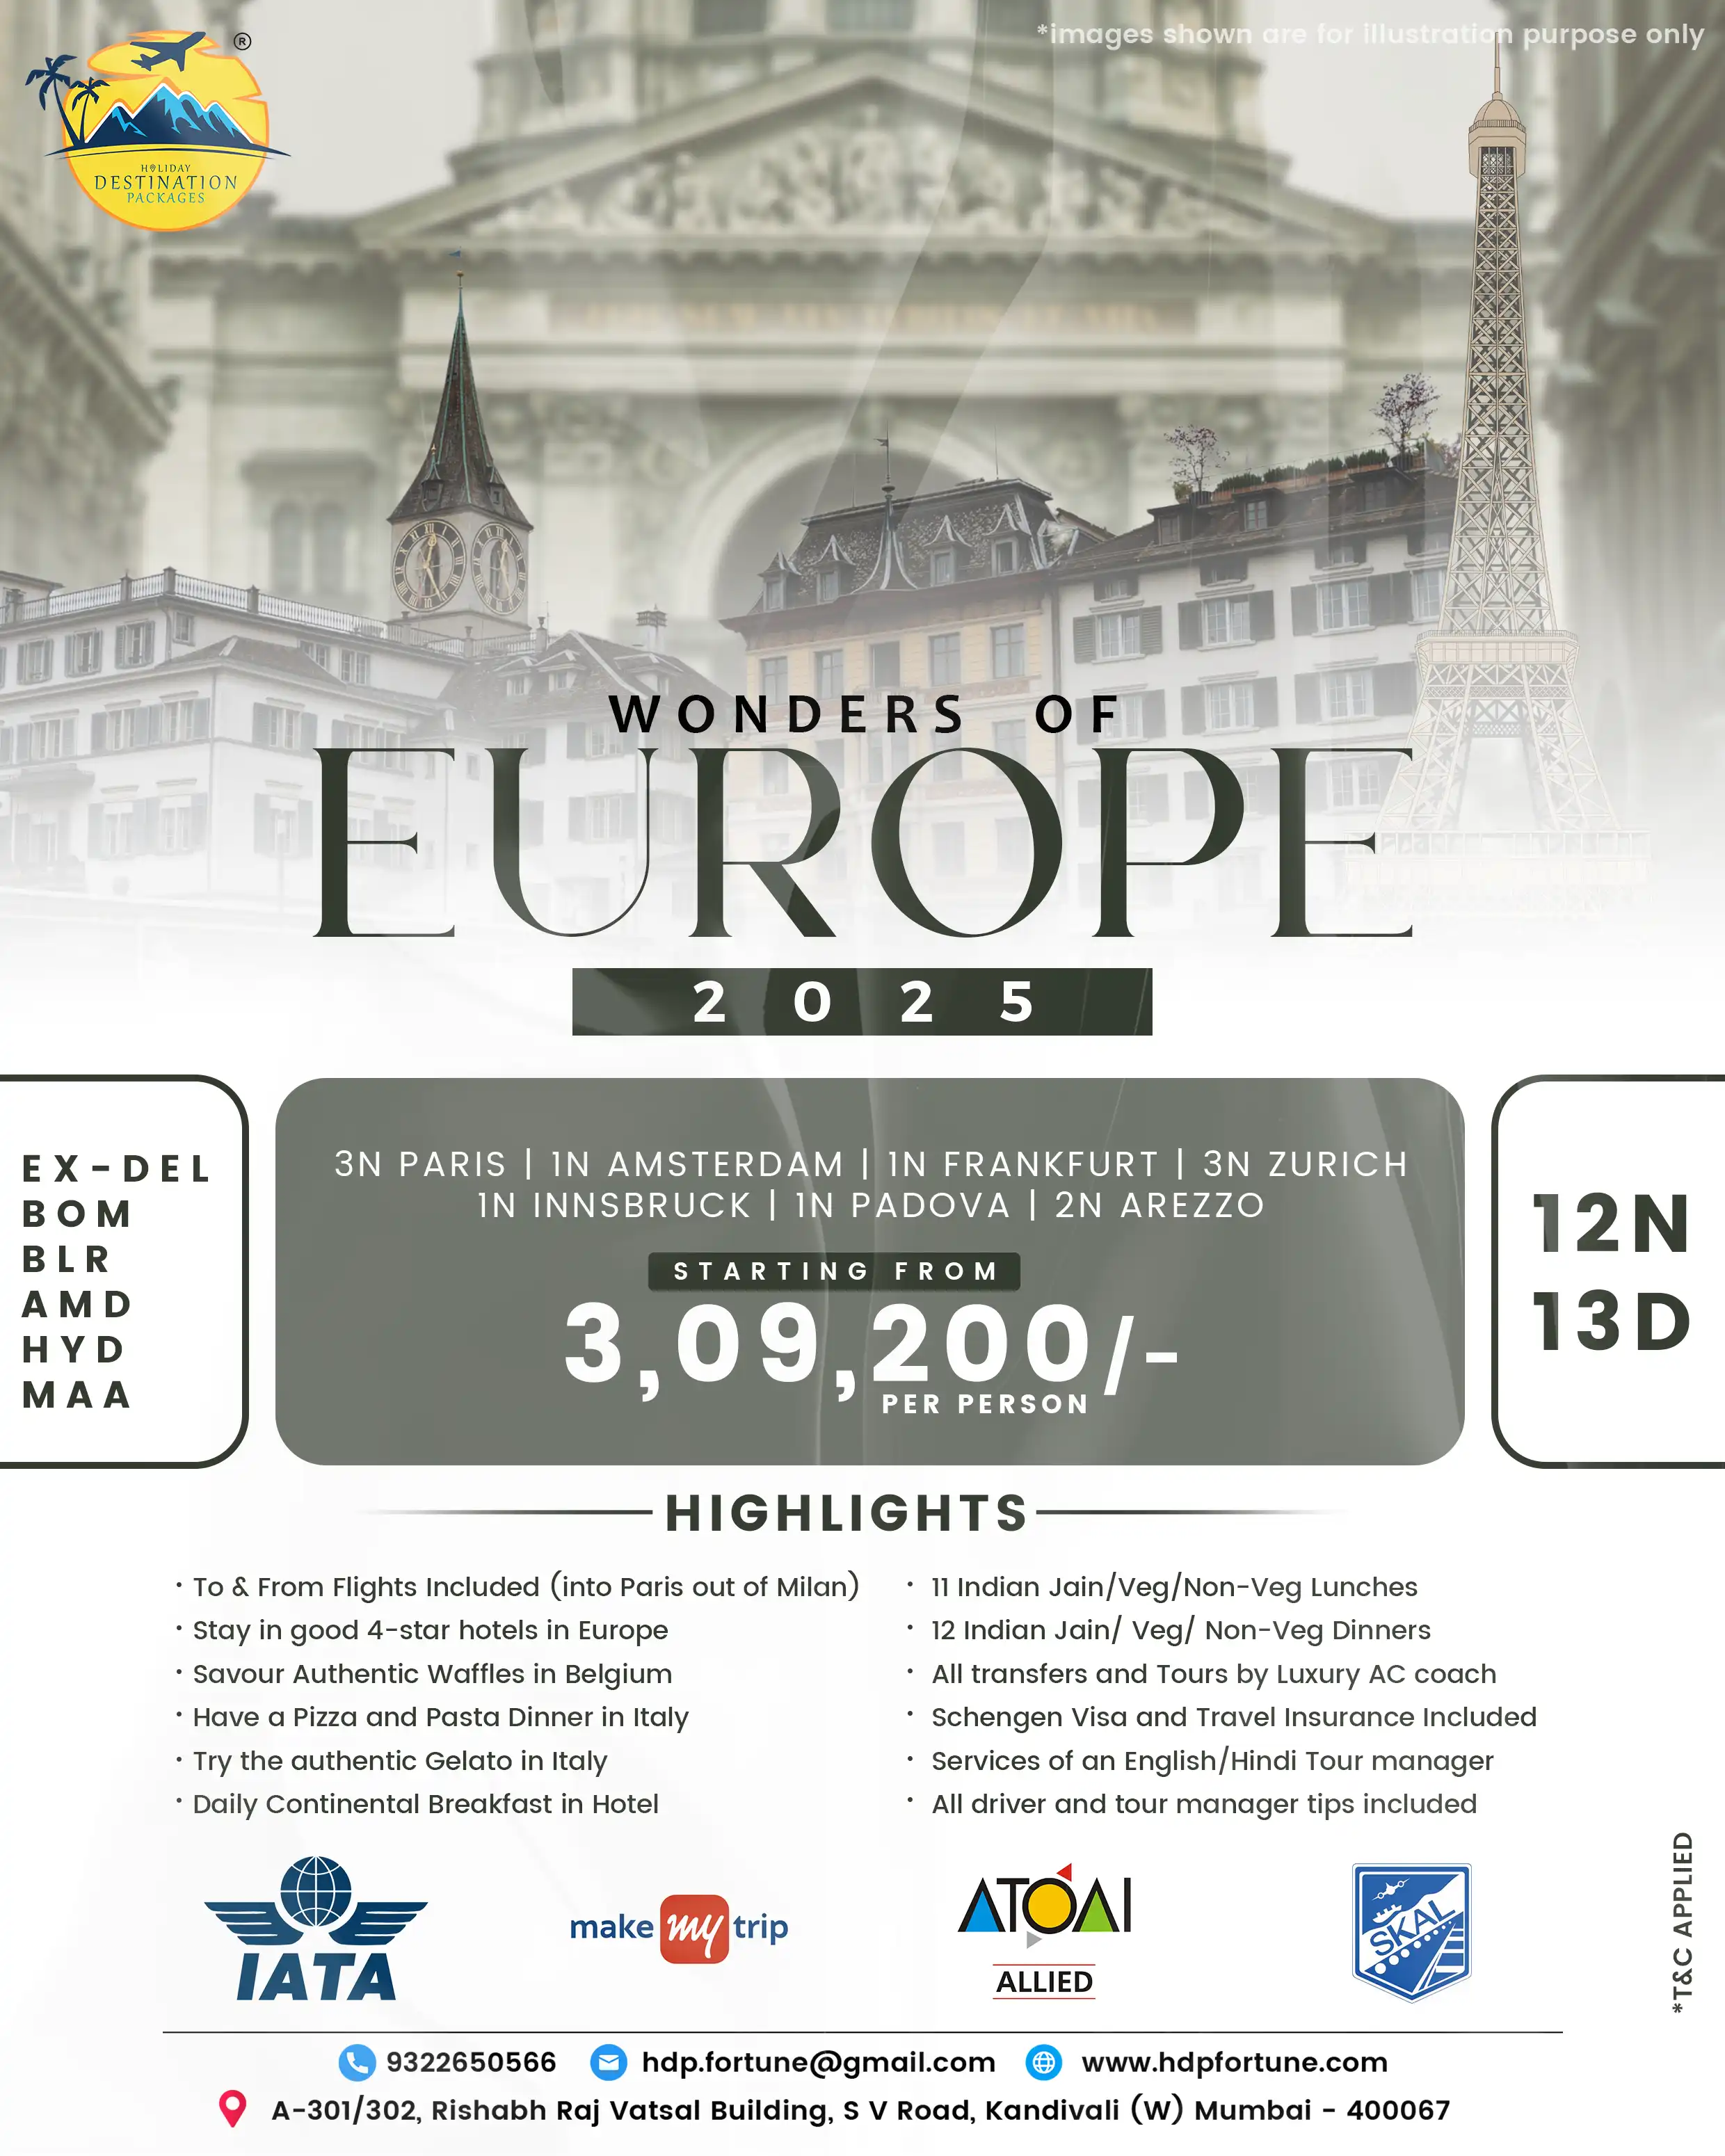 *images shown are for illustration purpose only
®
HOLIDAY
DESTINATION
PACKAGES
WONDERS OF
EUROPE
2025
EX-DEL
BOM
BLR
AMD
HYD
MAA
3N PARIS | 1N AMSTERDAM | 1N FRANKFURT | 3N ZURICH
1N INNSBRUCK | 1N PADOVA | 2N AREZZO
STARTING FROM
3,09,200/-
PER PERSON
12N
13D
HIGHLIGHTS
· To & From Flights Included (into Paris out of Milan)
· Stay in good 4-star hotels in Europe
· Savour Authentic Waffles in Belgium
· Have a Pizza and Pasta Dinner in Italy
· Try the authentic Gelato in Italy
· Daily Continental Breakfast in Hotel
· 11 Indian Jain/Veg/Non-Veg Lunches
· 12 Indian Jain/ Veg/ Non-Veg Dinners
· All transfers and Tours by Luxury AC coach
· Schengen Visa and Travel Insurance Included
· Services of an English/Hindi Tour manager
· All driver and tour manager tips included
*T&C APPLIED
IATA
make my trip
ATOAI
ALLIED
SKAL
9322650566 hdp.fortune@gmail.com www.hdpfortune.com
A-301/302, Rishabh Raj Vatsal Building, S V Road, Kandivali (W) Mumbai - 400067